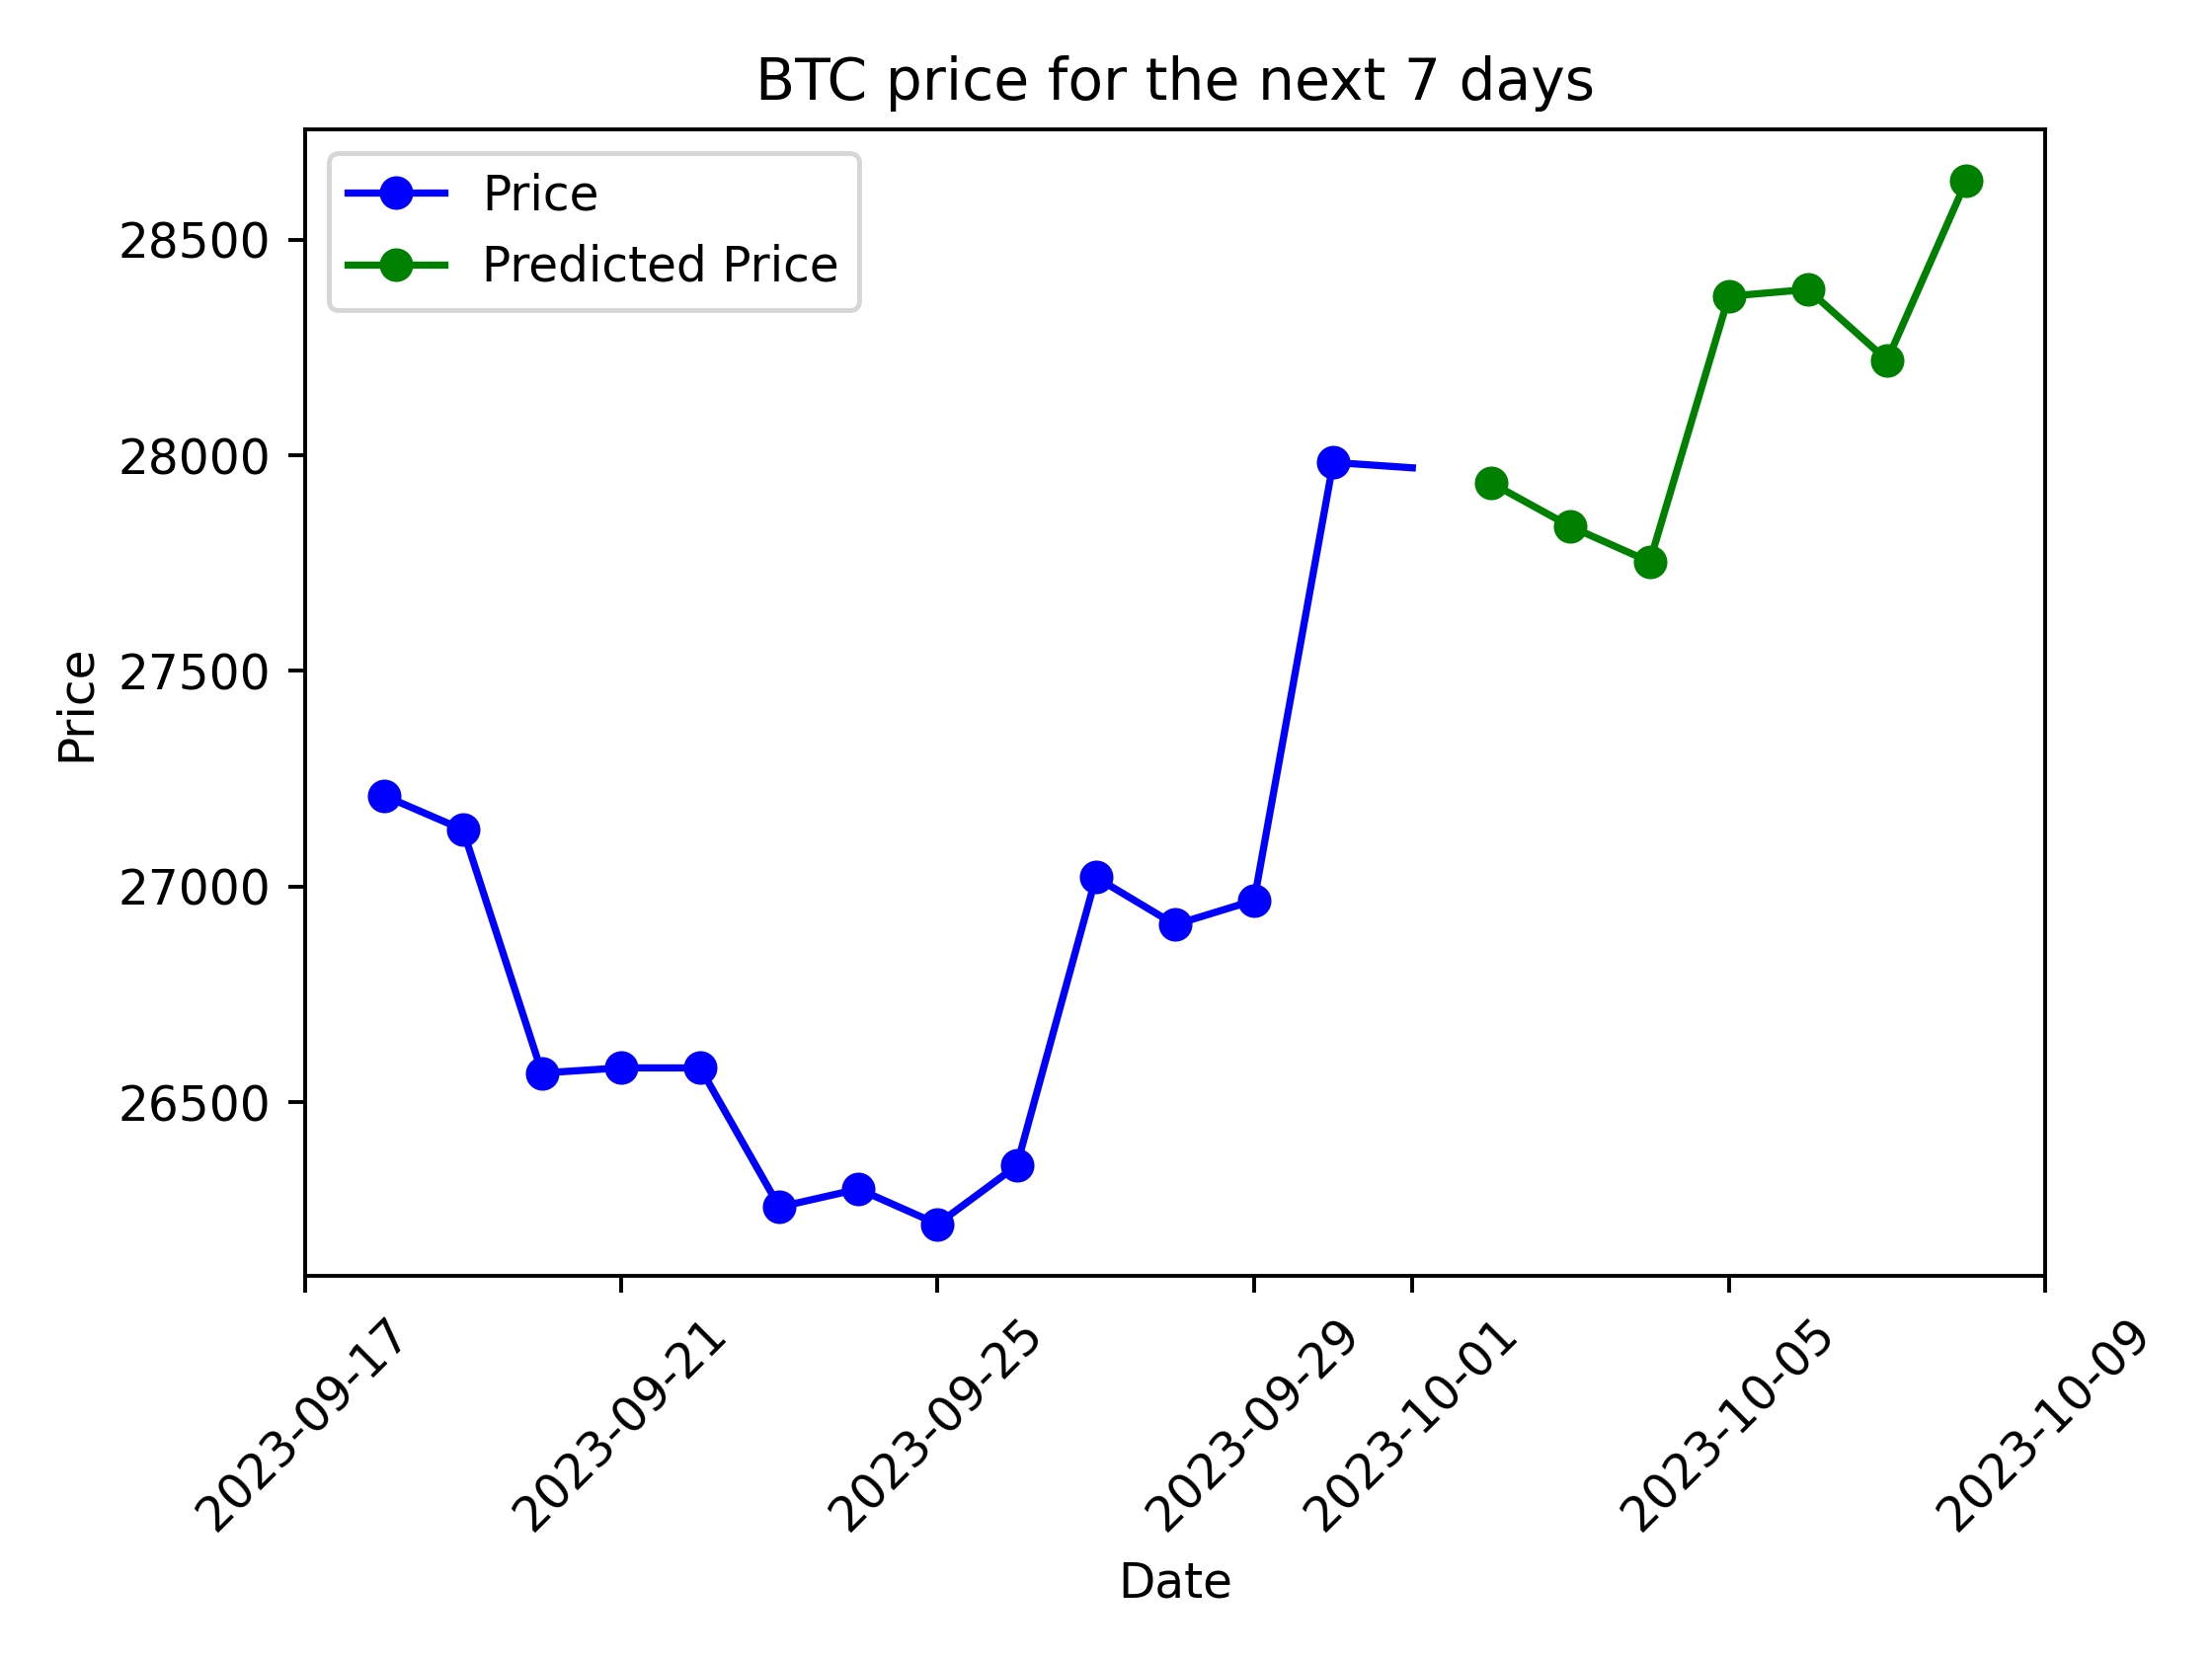 BTC price for the next 7 days
Price
Predicted Price
28500
28000
27500
27000
26500
Price
2023-09-17
2023-09-21
2023-09-25
2023-09-29
2023-10-01
2023-10-05
2023-10-09
Date